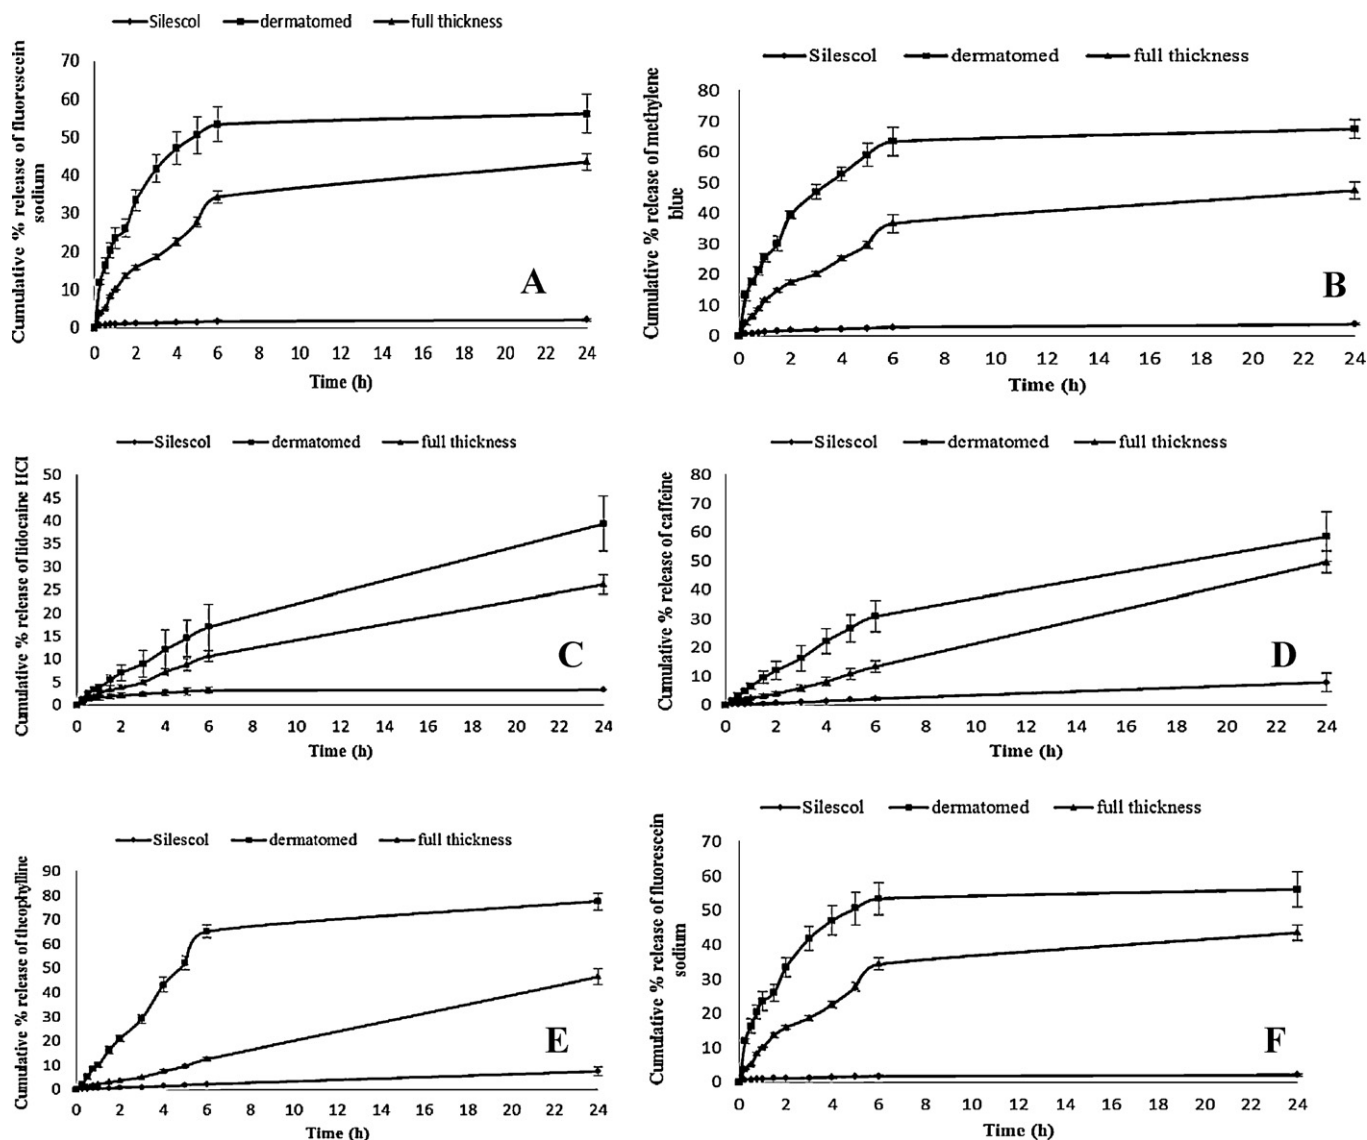 Silescol dermatomed full thickness
Cumulative % release of fluorescein
sodium
70
60
50
40
30
20
10
0
A
0 2 4 6 8 10 12 14 16 18 20 22 24
Time (h)
Silescol dermatomed full thickness
Cumulative % release of methylene
blue
80
70
60
50
40
30
20
10
0
B
0 2 4 6 8 10 12 14 16 18 20 22 24
Time (h)
Silescol dermatomed full thickness
Cumulative % release of lidocaine HCl
50
45
40
35
30
25
20
15
10
5
0
C
0 2 4 6 8 10 12 14 16 18 20 22 24
Time (h)
Silescol dermatomed full thickness
Cumulative % release of caffeine
80
70
60
50
40
30
20
10
0
D
0 2 4 6 8 10 12 14 16 18 20 22 24
Time (h)
Silescol dermatomed full thickness
Cumulative % release of theophylline
90
80
70
60
50
40
30
20
10
0
E
0 2 4 6 8 10 12 14 16 18 20 22 24
Time (h)
Silescol dermatomed full thickness
Cumulative % release of fluorescein
sodium
70
60
50
40
30
20
10
0
F
0 2 4 6 8 10 12 14 16 18 20 22 24
Time (h)